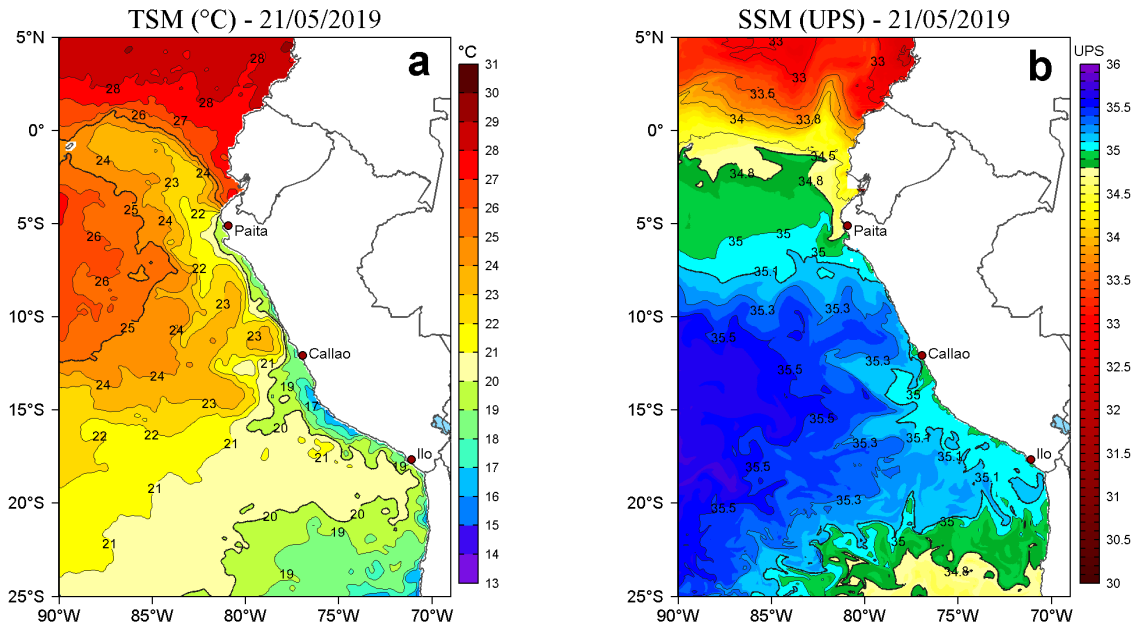 TSM (°C) - 21/05/2019
SSM (UPS) - 21/05/2019
a
b
°C
UPS
5°N
0°
5°S
10°S
15°S
20°S
25°S
90°W
85°W
80°W
75°W
70°W
28
28
28
27
26
24
24
23
22
25
24
26
22
26
23
25
24
23
21
24
24
19
23
17
22
22
21
20
21
19
21
20
20
19
21
19
Paita
Callao
Ilo
31
30
29
28
27
26
25
24
23
22
21
20
19
18
17
16
15
14
13
5°N
0°
5°S
10°S
15°S
20°S
25°S
90°W
85°W
80°W
75°W
70°W
33
33
33
33.5
34
33.8
34.5
34.8
34.8
35
35
35.1
35.3
35.3
35.5
35.3
35.5
35
35.5
35.3
35.1
35.1
35.5
35.1
35.3
35.5
35
35
34.8
Paita
Callao
Ilo
36
35.5
35
34.5
34
33.5
33
32.5
32
31.5
31
30.5
30